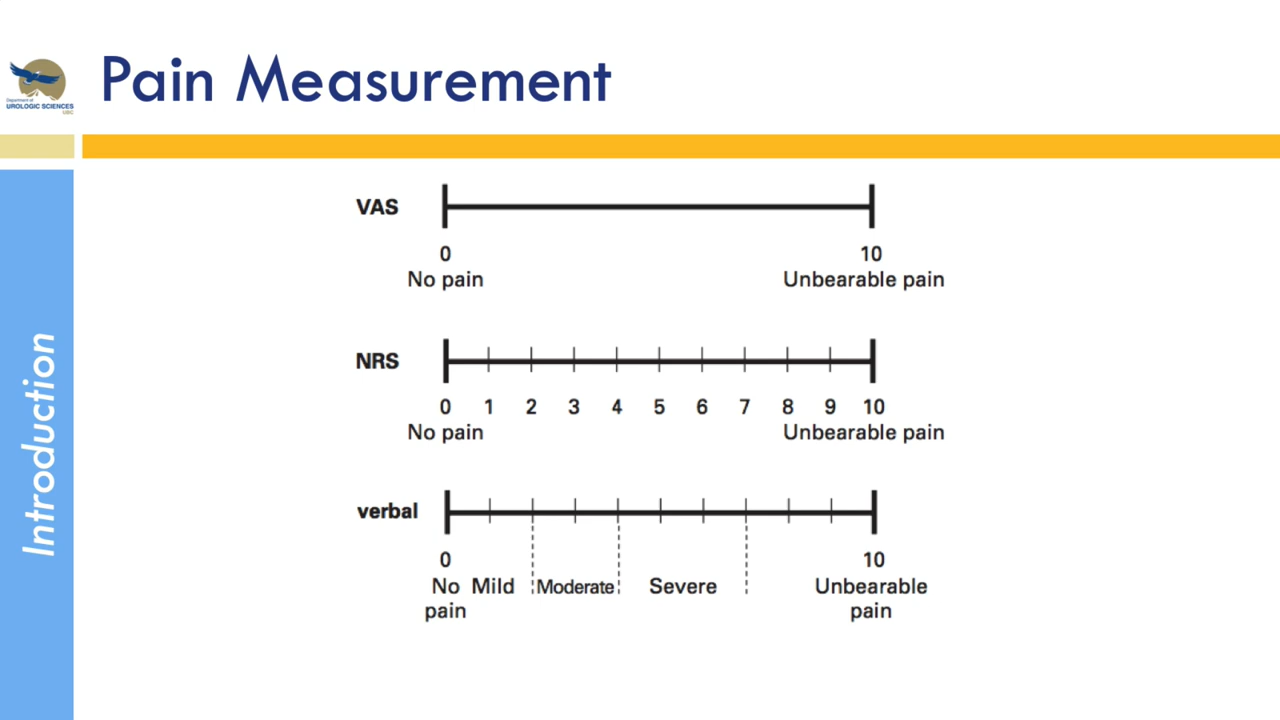 Pain Measurement
Department of
UROLOGIC SCIENCES
UBC
Introduction
VAS
0 10
No pain Unbearable pain
NRS
0 1 2 3 4 5 6 7 8 9 10
No pain Unbearable pain
verbal
0 10
No Mild Moderate Severe Unbearable
pain pain